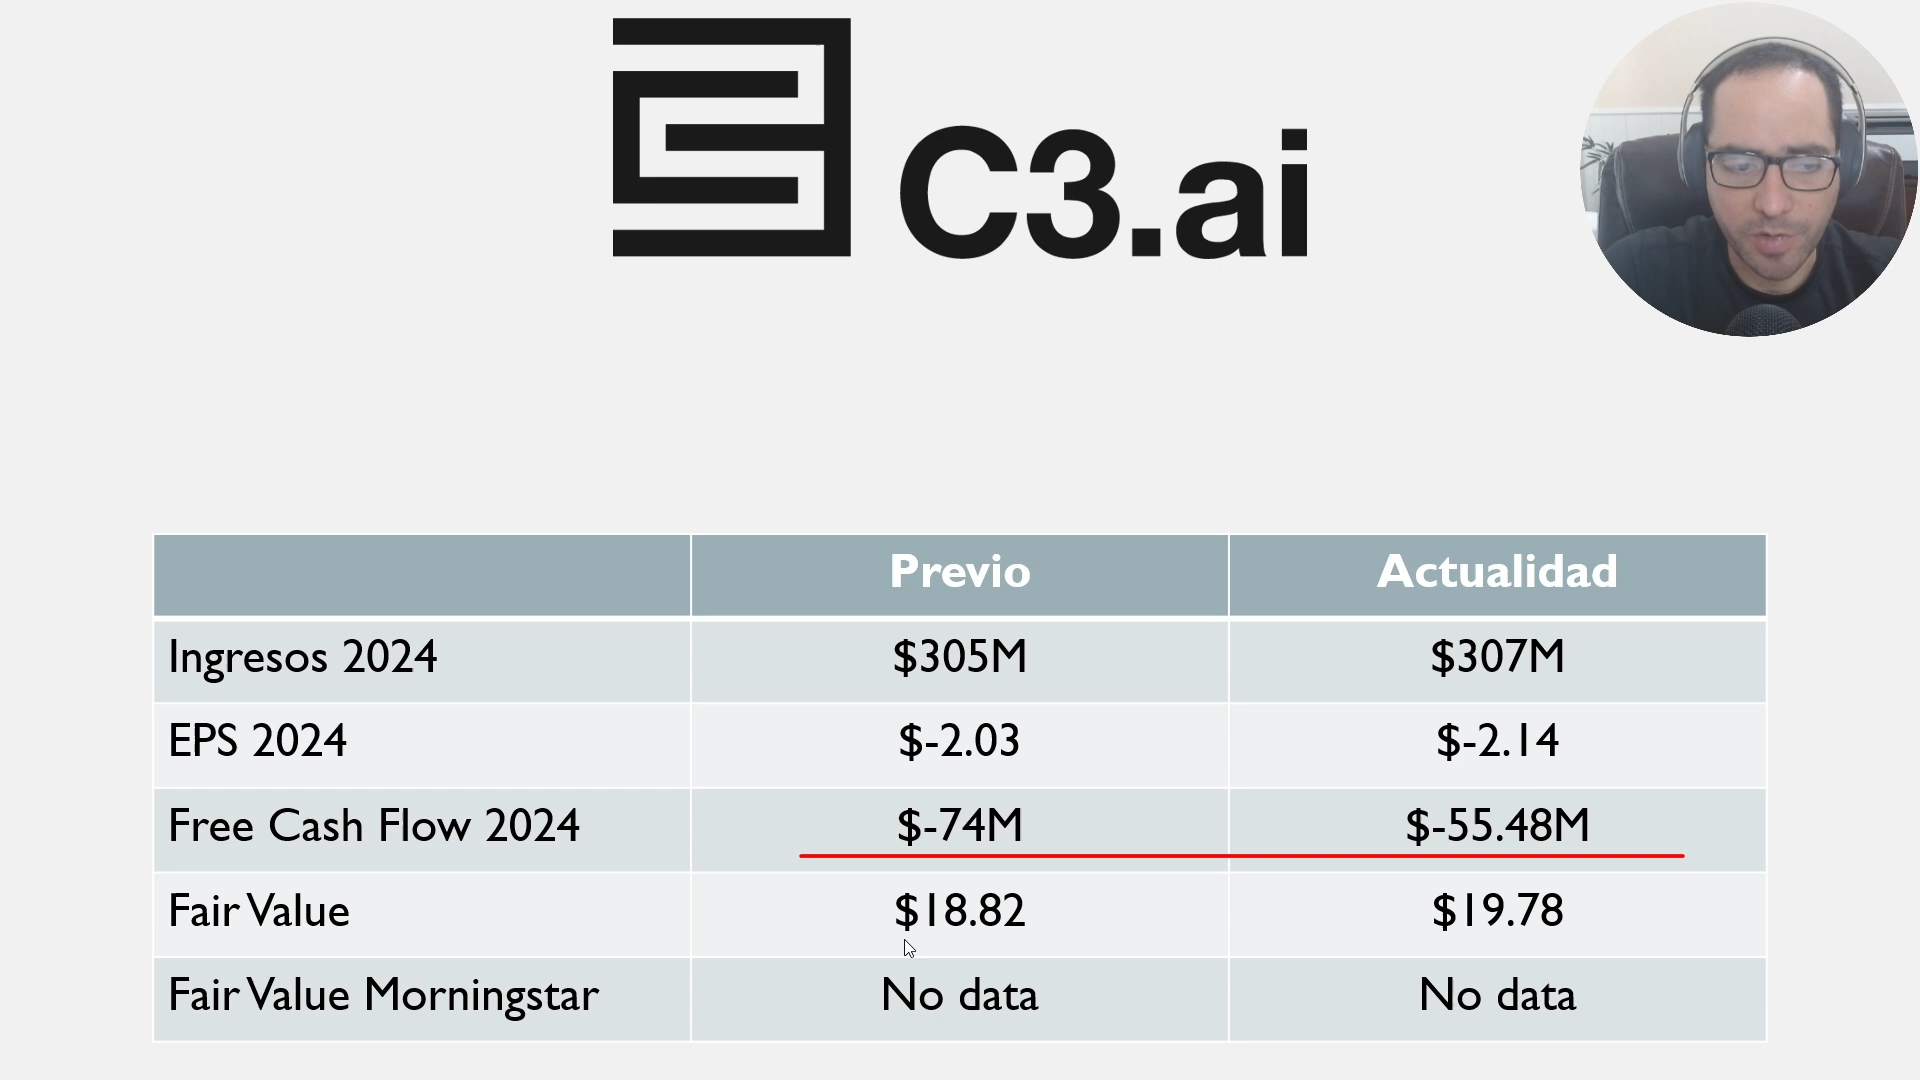 C3.ai
Previo Actualidad
Ingresos 2024 $305M $307M
EPS 2024 $-2.03 $-2.14
Free Cash Flow 2024 $-74M $-55.48M
Fair Value $18.82 $19.78
Fair Value Morningstar No data No data